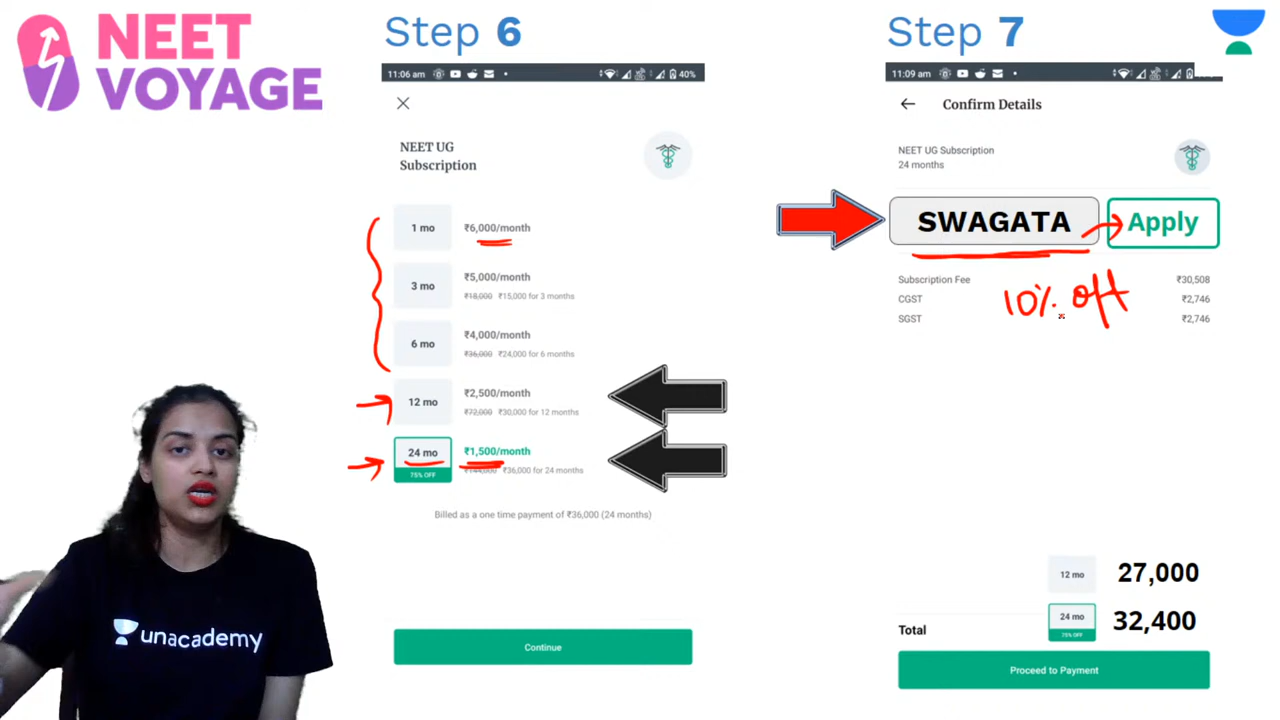 NEET
VOYAGE
Step 6
11:06 am
40%
NEET UG
Subscription
1 mo
₹6,000/month
3 mo
₹5,000/month
₹18,000 ₹15,000 for 3 months
6 mo
₹4,000/month
₹36,000 ₹24,000 for 6 months
12 mo
₹2,500/month
₹72,000 ₹30,000 for 12 months
24 mo
75% OFF
₹1,500/month
₹144,000 ₹36,000 for 24 months
Billed as a one time payment of ₹36,000 (24 months)
Continue
Step 7
11:09 am
Confirm Details
NEET UG Subscription
24 months
SWAGATA
Apply
Subscription Fee ₹30,508
CGST ₹2,746
SGST ₹2,746
10% off
12 mo 27,000
24 mo 32,400
75% OFF
Total
Proceed to Payment
unacademy